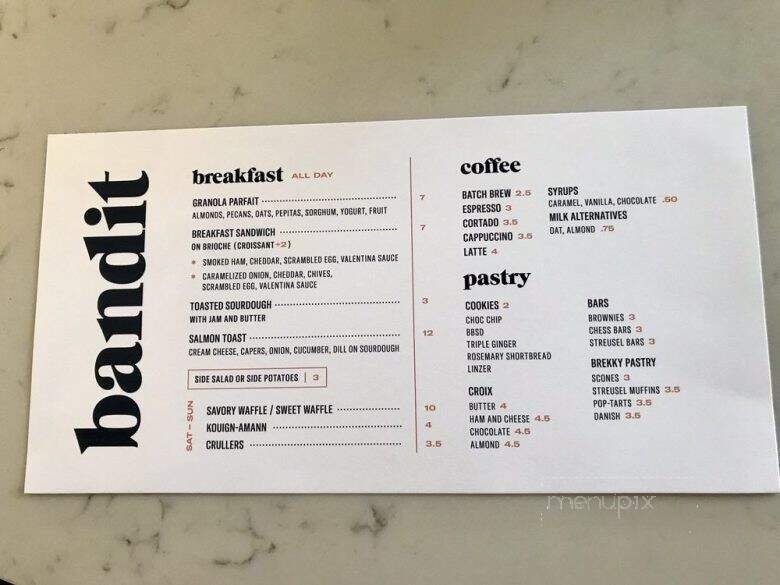 bandit
breakfast ALL DAY
GRANOLA PARFAIT 7
ALMONDS, PECANS, OATS, PEPITAS, SORGHUM, YOGURT, FRUIT
BREAKFAST SANDWICH 7
ON BRIOCHE (CROISSANT +2)
• SMOKED HAM, CHEDDAR, SCRAMBLED EGG, VALENTINA SAUCE
• CARAMELIZED ONION, CHEDDAR, CHIVES,
SCRAMBLED EGG, VALENTINA SAUCE
TOASTED SOURDOUGH 3
WITH JAM AND BUTTER
SALMON TOAST 12
CREAM CHEESE, CAPERS, ONION, CUCUMBER, DILL ON SOURDOUGH
SIDE SALAD OR SIDE POTATOES | 3
SAT – SUN
SAVORY WAFFLE / SWEET WAFFLE 10
KOUIGN-AMANN 4
CRULLERS 3.5
coffee
BATCH BREW 2.5
ESPRESSO 3
CORTADO 3.5
CAPPUCCINO 3.5
LATTE 4
SYRUPS
CARAMEL, VANILLA, CHOCOLATE .50
MILK ALTERNATIVES
OAT, ALMOND .75
pastry
COOKIES 2
CHOC CHIP
BBSD
TRIPLE GINGER
ROSEMARY SHORTBREAD
LINZER
CROIX
BUTTER 4
HAM AND CHEESE 4.5
CHOCOLATE 4.5
ALMOND 4.5
BARS
BROWNIES 3
CHESS BARS 3
STREUSEL BARS 3
BREKKY PASTRY
SCONES 3
STREUSEL MUFFINS 3.5
POP-TARTS 3.5
DANISH 3.5
menupix